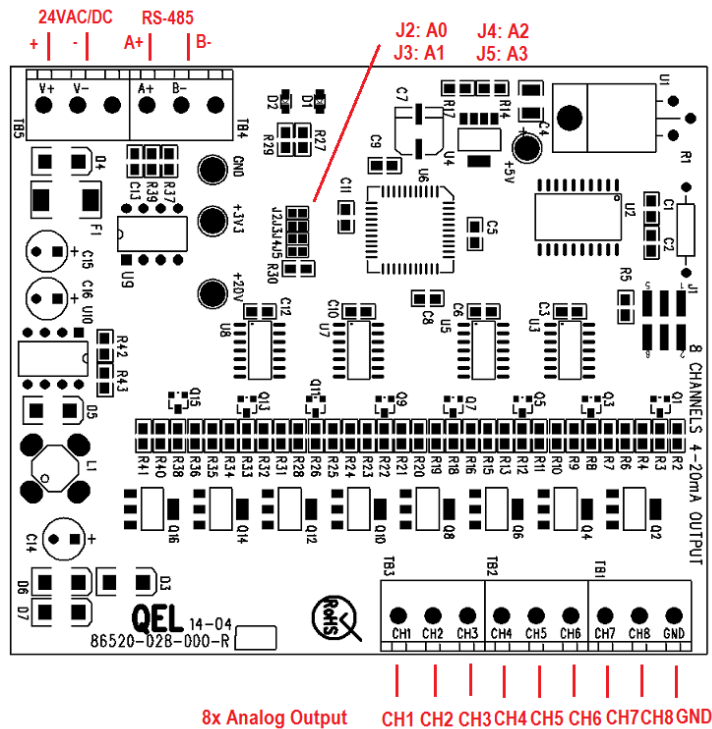 24VAC/DC RS-485
+ - A+ B-
J2: A0 J4: A2
J3: A1 J5: A3
V+ V- A+ B-
TB5 TB4
D2 D1
R29 R27
C7 R17 R14 C4 U1
U4
+5V
R1
D4
C13 R39 R37
GND
C9
U6
C11
F1
U9
+3V3
J2J3J4J5
R30
C5
U2
C1
C2
C15
C16
U10
+20V
C12
C10
C8
C6
C3
R5
J1
1
2
5
6
U8 U7 U5 U3
R42
R43
D5
L1
Q15 Q13 Q11 Q9 Q7 Q5 Q3 Q1
R41 R40 R38 R36 R35 R34 R33 R32 R31 R28 R26 R25 R24 R23 R22 R21 R20 R19 R18 R16 R15 R13 R12 R11 R10 R9 R8 R7 R6 R4 R3 R2
8 CHANNELS 4-20mA OUTPUT
Q16 Q14 Q12 Q10 Q8 Q6 Q4 Q2
C14 +
D6 D3
D7
TB3 TB2 TB1
QEL 14-04
86520-028-000-R
RoHS
CH1 CH2 CH3 CH4 CH5 CH6 CH7 CH8 GND
8x Analog Output CH1 CH2 CH3 CH4 CH5 CH6 CH7 CH8 GND